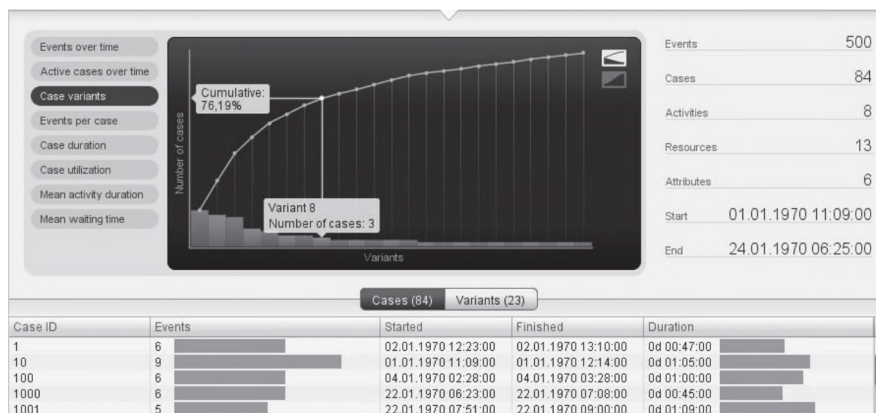 Events over time
Active cases over time
Case variants
Events per case
Case duration
Case utilization
Mean activity duration
Mean waiting time
Number of cases
Cumulative:
76,19%
Variant 8
Number of cases: 3
Variants
Events 500
Cases 84
Activities 8
Resources 13
Attributes 6
Start 01.01.1970 11:09:00
End 24.01.1970 06:25:00
Cases (84) Variants (23)
Case ID Events Started Finished Duration
1 6 02.01.1970 12:23:00 02.01.1970 13:10:00 0d 00:47:00
10 9 01.01.1970 11:09:00 01.01.1970 12:14:00 0d 01:05:00
100 6 04.01.1970 02:28:00 04.01.1970 03:28:00 0d 01:00:00
1000 6 22.01.1970 06:23:00 22.01.1970 07:08:00 0d 00:45:00
1001 5 22.01.1970 07:51:00 22.01.1970 09:00:00 0d 01:09:00